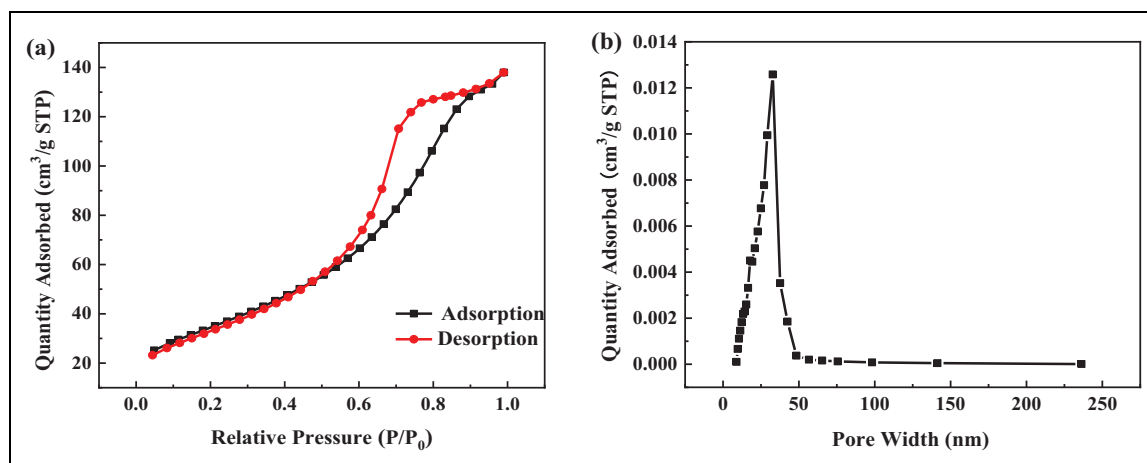 (a)
Quantity Adsorbed (cm³/g STP)
140
120
100
80
60
40
20
0.0 0.2 0.4 0.6 0.8 1.0
Relative Pressure (P/P₀)
Adsorption
Desorption
(b)
Quantity Adsorbed (cm³/g STP)
0.014
0.012
0.010
0.008
0.006
0.004
0.002
0.000
0 50 100 150 200 250
Pore Width (nm)